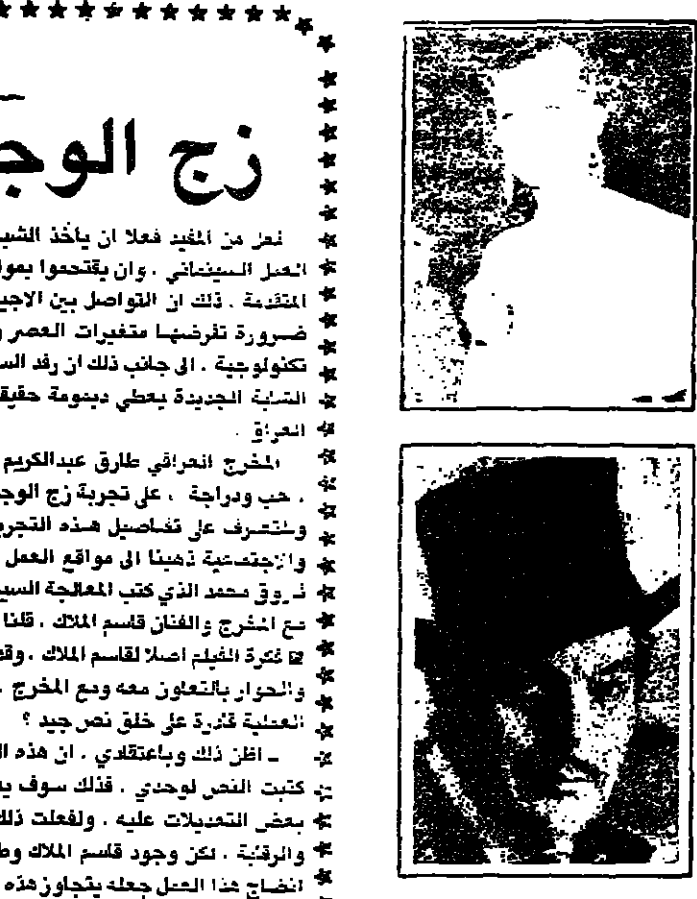 زج الوج
لعل من المفيد فعلا ان يأخذ الشب
العمل السينمائي . وان يقتحموا بمو
المتقدمة . ذلك ان التواصل بين الاجي
ضرورة تفرضها متغيرات العصر و
تكنولوجية . الى جانب ذلك ان رفد الس
الشابة الجديدة يعطي ديمومة حقيق
العراق .
المخرج العراقي طارق عبدالكريم
. حب ودراجة . على تجربة زج الوج
ولنتعرف على تفاصيل هذه التجر
والاجتماعية ذهبنا الى مواقع العمل
فاروق محمد الذي كتب المعالجة السي
مع المخرج والفنان قاسم الملاك . قلنا
فكرة الفيلم اصلا لقاسم الملاك . وقد
والحوار بالتعاون معه ومع المخرج .
العملية قادرة على خلق نص جيد ؟
ـ اظن ذلك وبأعتقادي . ان هذه ال
كتبت النص لوحدي . فذلك سوف ي
بعض التعديلات عليه . ولفعلت ذلك
والرقابة . لكن وجود قاسم الملاك وط
انضاج هذا العمل جعله يتجاوز هذه